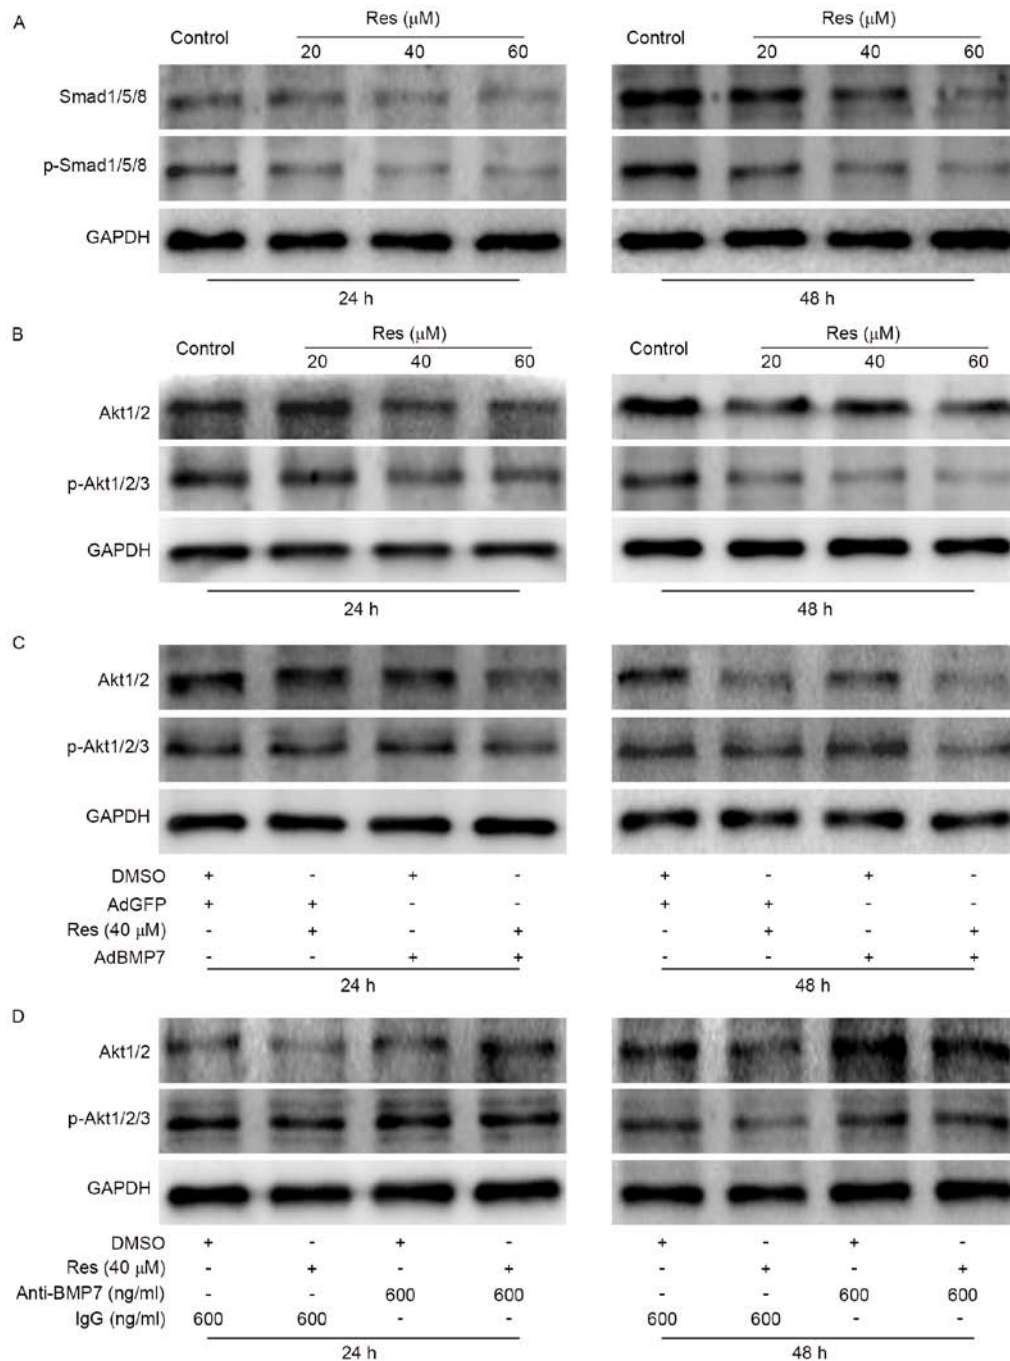 A
Res (μM) Res (μM)
Control 20 40 60 Control 20 40 60
Smad1/5/8
p-Smad1/5/8
GAPDH
24 h 48 h
B
Res (μM) Res (μM)
Control 20 40 60 Control 20 40 60
Akt1/2
p-Akt1/2/3
GAPDH
24 h 48 h
C
Akt1/2
p-Akt1/2/3
GAPDH
DMSO + - + - + - + -
AdGFP + + - - + + - -
Res (40 μM) - + - + - + - +
AdBMP7 - - + + - - + +
24 h 48 h
D
Akt1/2
p-Akt1/2/3
GAPDH
DMSO + - + - + - + -
Res (40 μM) - + - + - + - +
Anti-BMP7 (ng/ml) - - 600 600 - - 600 600
IgG (ng/ml) 600 600 - - 600 600 - -
24 h 48 h